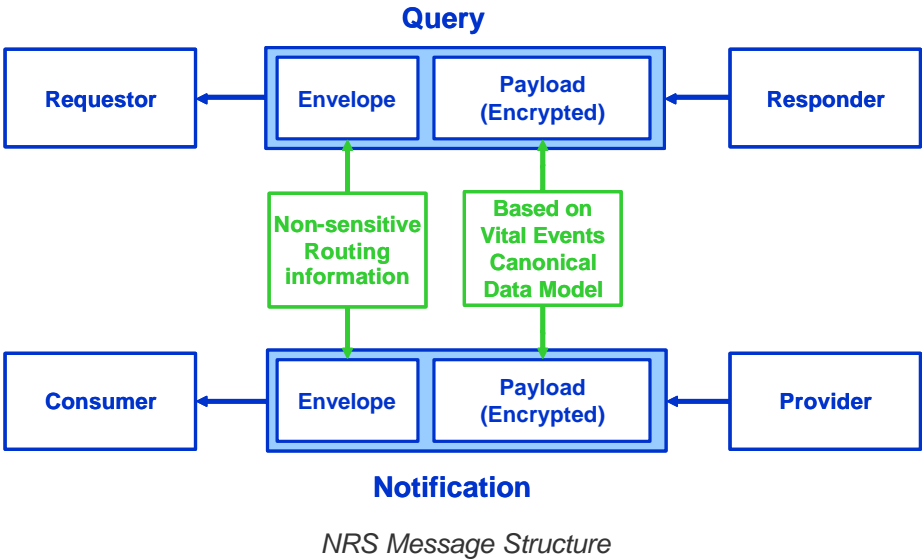 Query
Requestor
Envelope
Payload
(Encrypted)
Responder
Non-sensitive
Routing
information
Based on
Vital Events
Canonical
Data Model
Consumer
Envelope
Payload
(Encrypted)
Provider
Notification
NRS Message Structure